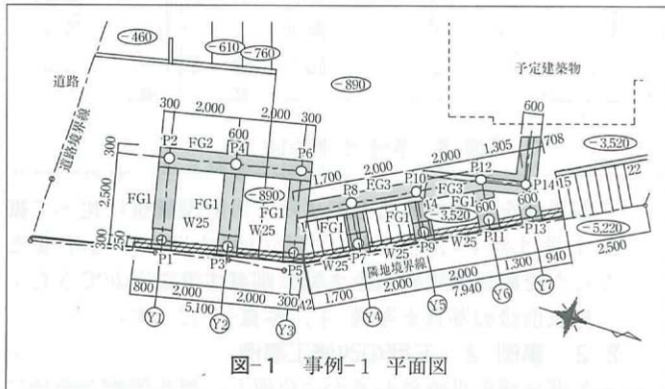 -460
-610
-760
-890
道路
道路境界線
予定建築物
300 2,000 2,000 300
600
300
2,500
300
250
P2
FG2
P4
P6
FG1
FG1
W25
-890
FG1
W25
1,700
2,000
2,000
1,305
600
708
P8
FG3
P10
FG3
P12
P14
-3,520
-3,520
15
22
FG1
FG1
FG1
600
600
P1
P3
P5
P7
P9
P11
P13
W25
W25
W25
-5,220
隣地境界線
800 2,000 2,000 300
5,100
42
1,700
2,000
2,000
1,300
940
2,500
7,940
Y1
Y2
Y3
Y4
Y5
Y6
Y7
図-1 事例-1 平面図